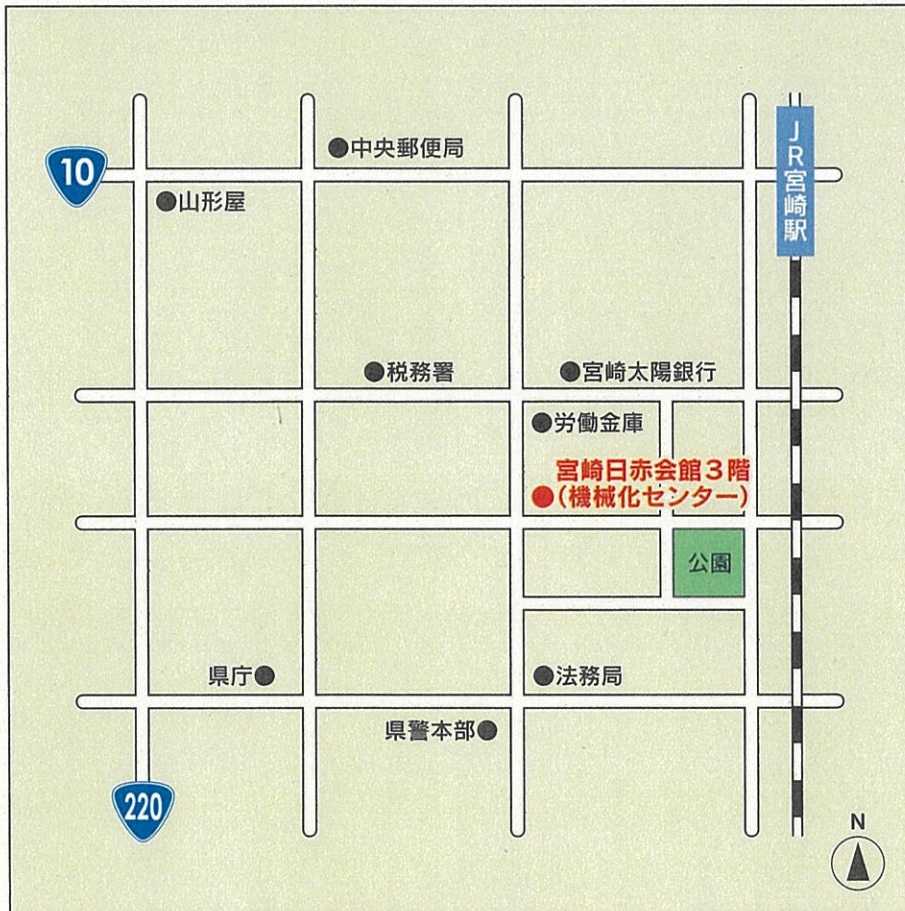 中央郵便局
10
山形屋
JR宮崎駅
税務署
宮崎太陽銀行
労働金庫
宮崎日赤会館3階
(機械化センター)
公園
県庁
法務局
県警本部
220
N